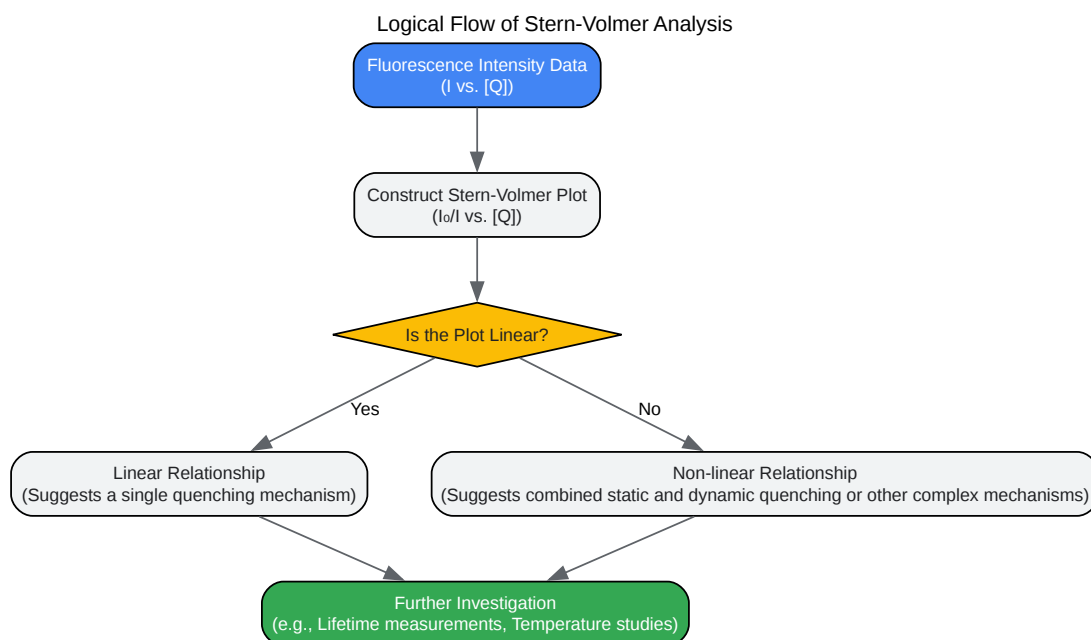 Logical Flow of Stern-Volmer Analysis
Fluorescence Intensity Data
(I vs. [Q])
Construct Stern-Volmer Plot
(I₀/I vs. [Q])
Is the Plot Linear?
Yes
No
Linear Relationship
(Suggests a single quenching mechanism)
Non-linear Relationship
(Suggests combined static and dynamic quenching or other complex mechanisms)
Further Investigation
(e.g., Lifetime measurements, Temperature studies)